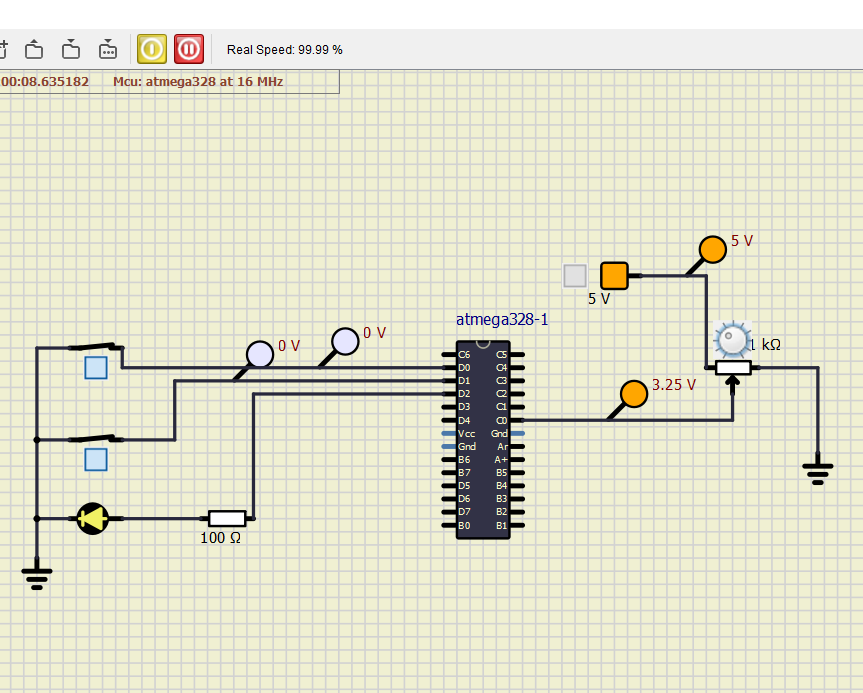 Real Speed: 99.99 %
00:08.635182 Mcu: atmega328 at 16 MHz
5 V
5 V
atmega328-1
0 V
0 V
1 kΩ
3.25 V
C6 C5
D0 C4
D1 C3
D2 C2
D3 C1
D4 C0
Vcc Gnd
Gnd Ar
B6 A+
B7 B5
D5 B4
D6 B3
D7 B2
B0 B1
100 Ω